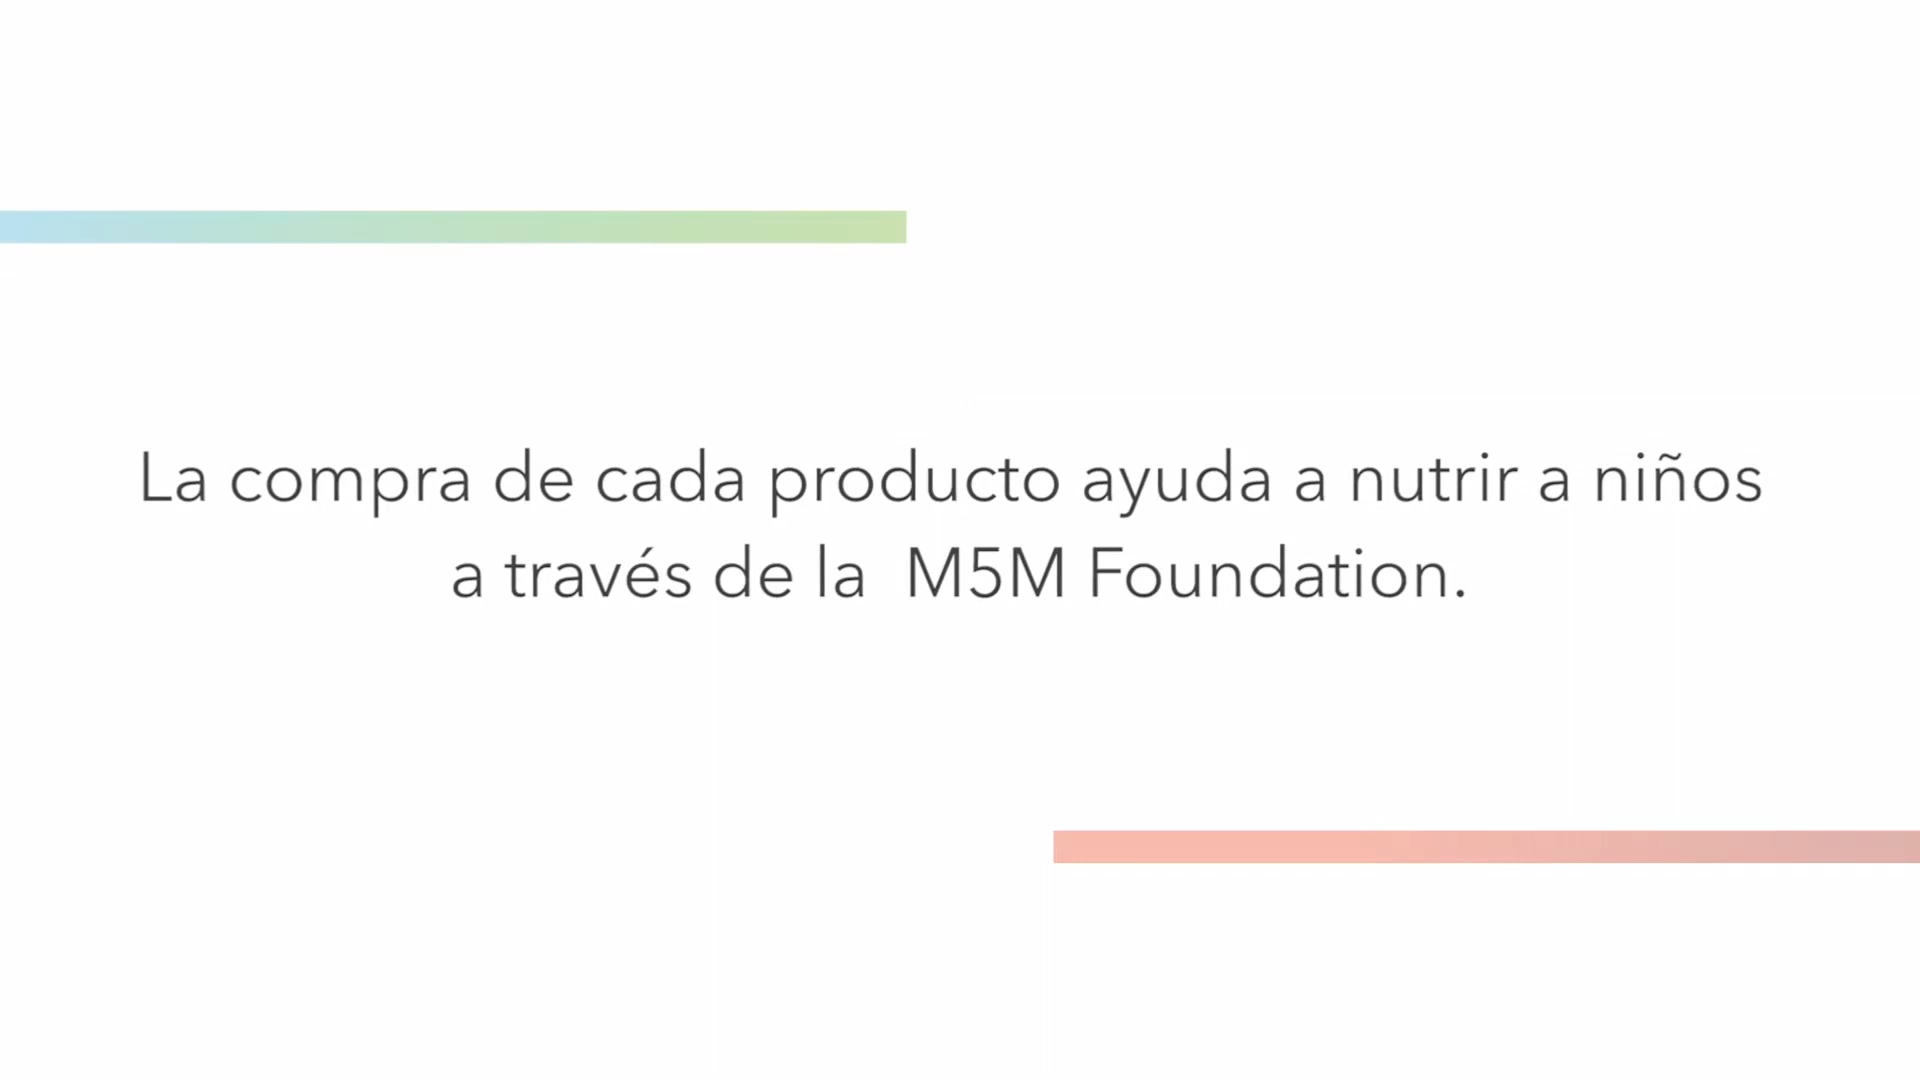 La compra de cada producto ayuda a nutrir a niños
a través de la  M5M Foundation.